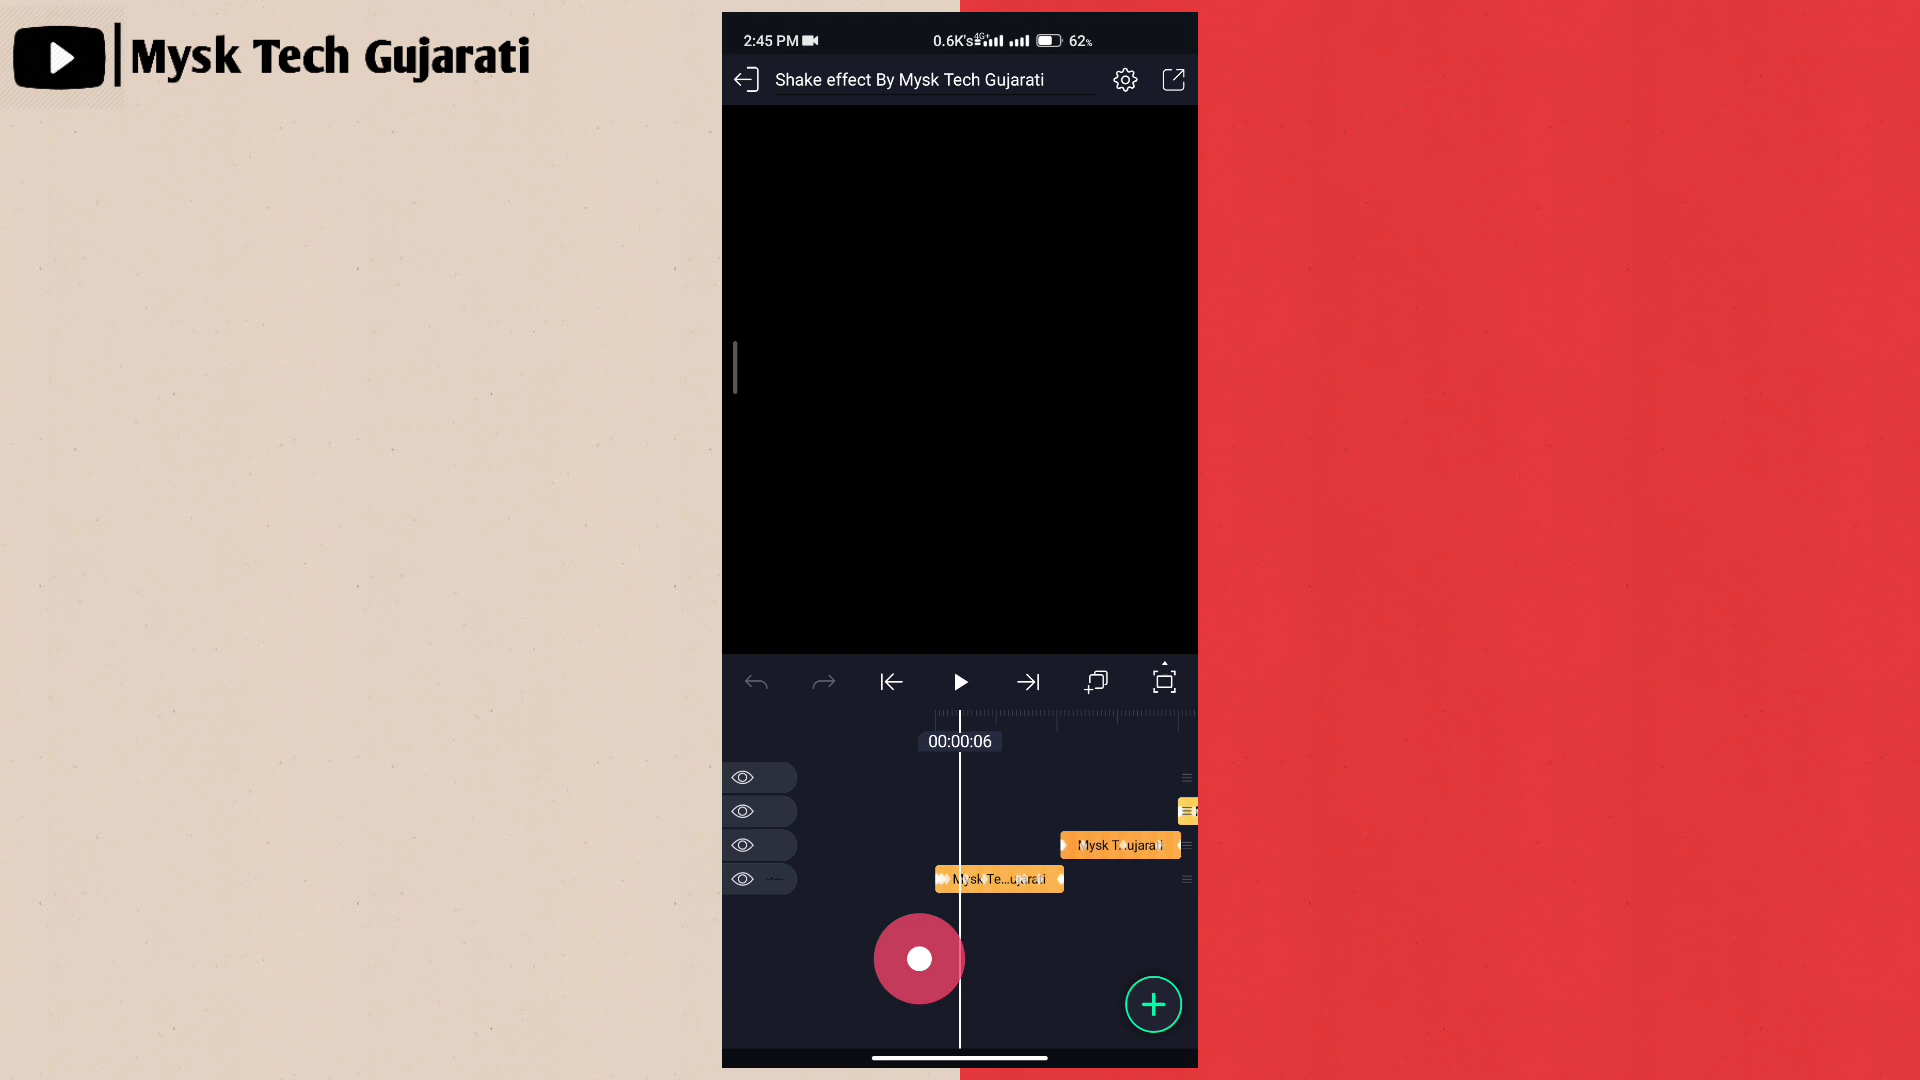 Mysk Tech Gujarati
2:45 PM
0.6K's
4G+
62%
Shake effect By Mysk Tech Gujarati
00:00:06
Mysk T...ujarati
Mysk Te...ujarati